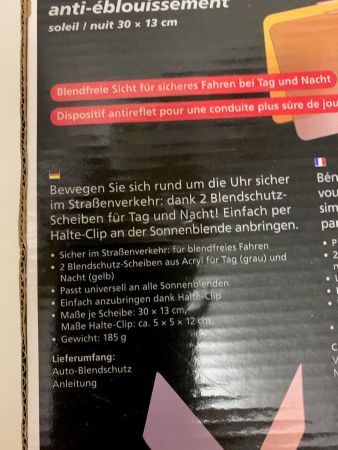 anti-éblouissement
soleil / nuit 30 × 13 cm
Blendfreie Sicht für sicheres Fahren bei Tag und Nacht
Dispositif antireflet pour une conduite plus sûre de jou
Bewegen Sie sich rund um die Uhr sicher
im Straßenverkehr: dank 2 Blendschutz-
Scheiben für Tag und Nacht! Einfach per
Halte-Clip an der Sonnenblende anbringen.
• Sicher im Straßenverkehr: für blendfreies Fahren
• 2 Blendschutz-Scheiben aus Acryl für Tag (grau) und
Nacht (gelb)
• Passt universell an alle Sonnenblenden
• Einfach anzubringen dank Halte-Clip
• Maße je Scheibe: 30 × 13 cm,
Maße Halte-Clip: ca. 5 × 5 × 12 cm
• Gewicht: 185 g
Lieferumfang:
Auto-Blendschutz
Anleitung
Bén
vou
sim
par